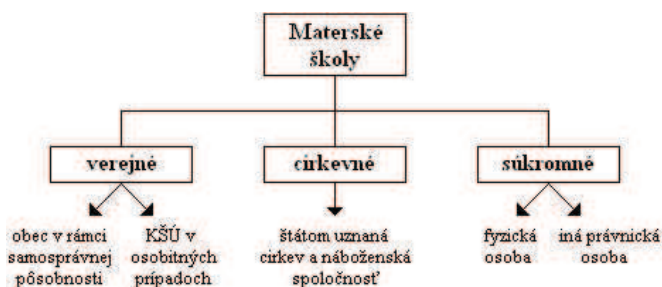 Materské
školy
verejné
cirkevné
súkromné
obec v rámci
samosprávnej
pôsobnosti
KŠÚ v
osobitných
prípadoch
štátom uznaná
cirkev a náboženská
spoločnosť
fyzická
osoba
iná právnická
osoba